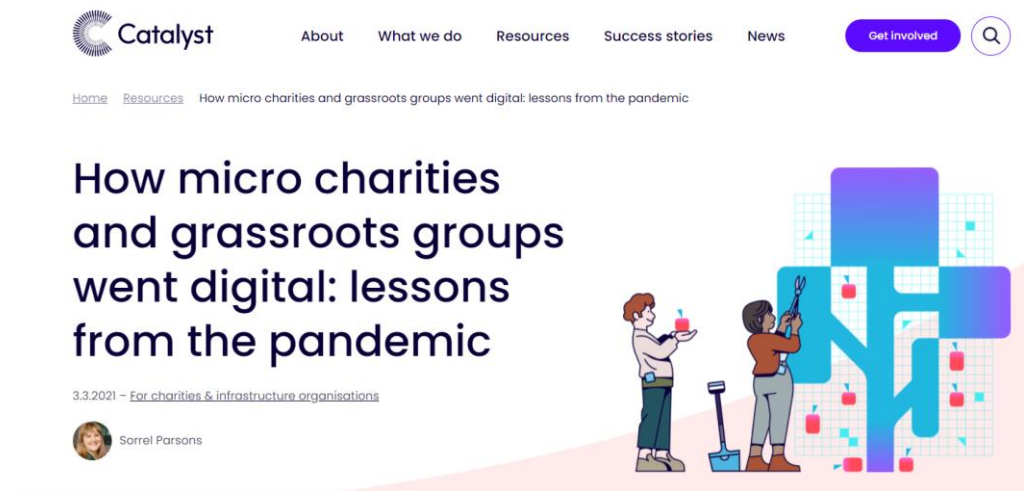 Catalyst
About What we do Resources Success stories News Get involved
Home Resources How micro charities and grassroots groups went digital: lessons from the pandemic
How micro charities
and grassroots groups
went digital: lessons
from the pandemic
3.3.2021 – For charities & infrastructure organisations
Sorrel Parsons